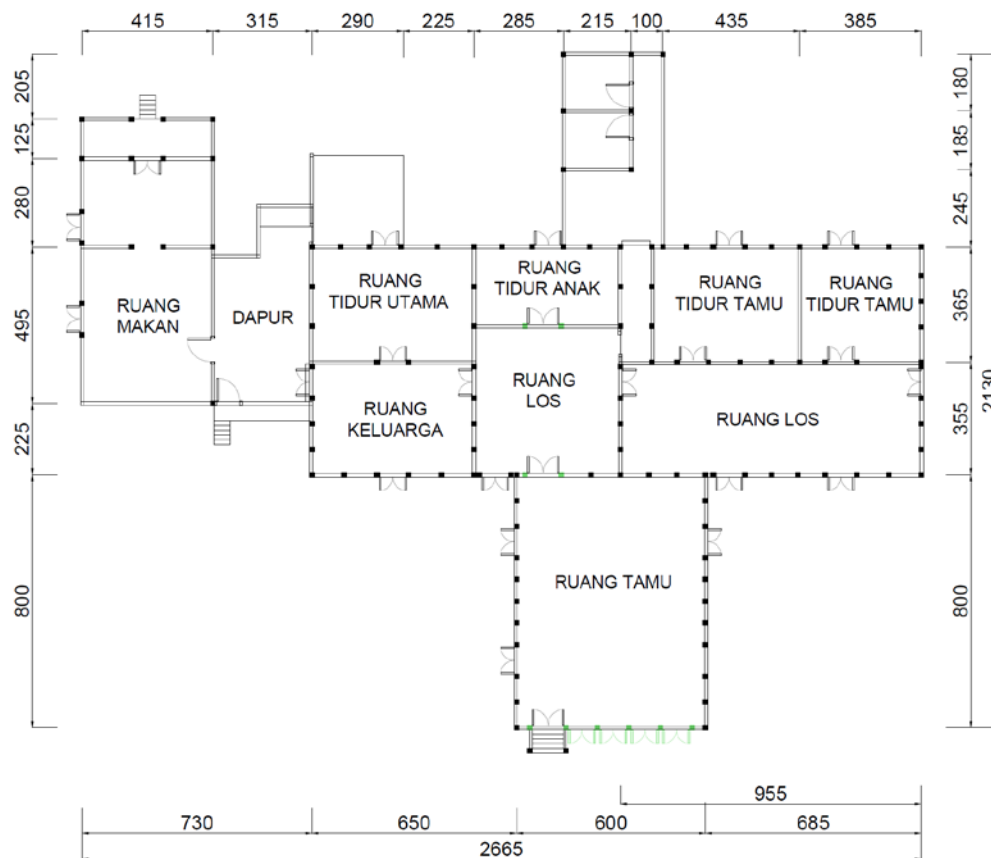 415 315 290 225 285 215 100 435 385
205
125
280
495
225
800
180
185
245
365
355
800
2130
RUANG
TIDUR UTAMA
RUANG
TIDUR ANAK
RUANG
TIDUR TAMU
RUANG
TIDUR TAMU
RUANG
MAKAN
DAPUR
RUANG
LOS
RUANG
KELUARGA
RUANG LOS
RUANG TAMU
955
730 650 600 685
2665